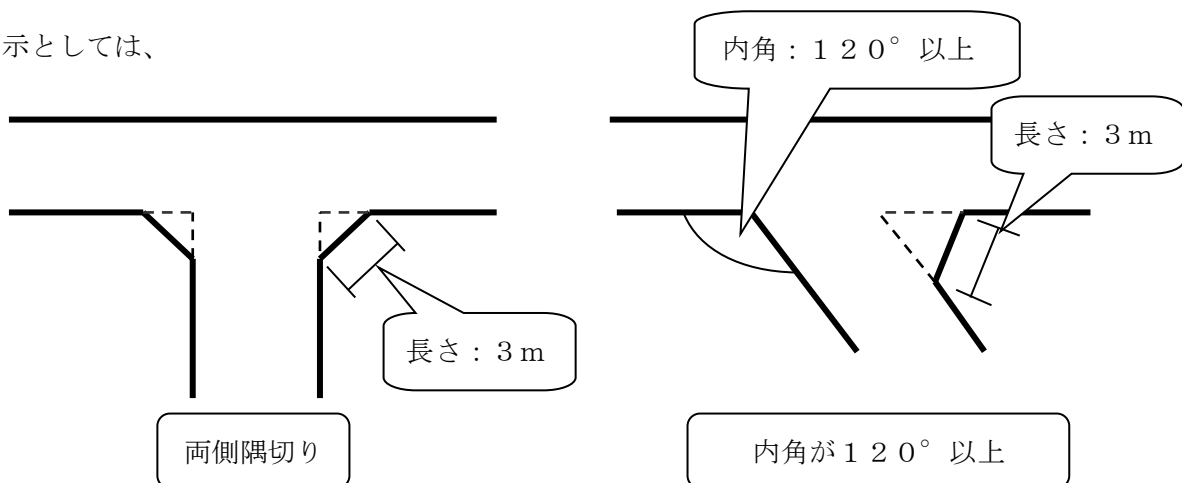 示としては、
内角：１２０°以上
長さ：３ｍ
長さ：３ｍ
両側隅切り
内角が１２０°以上